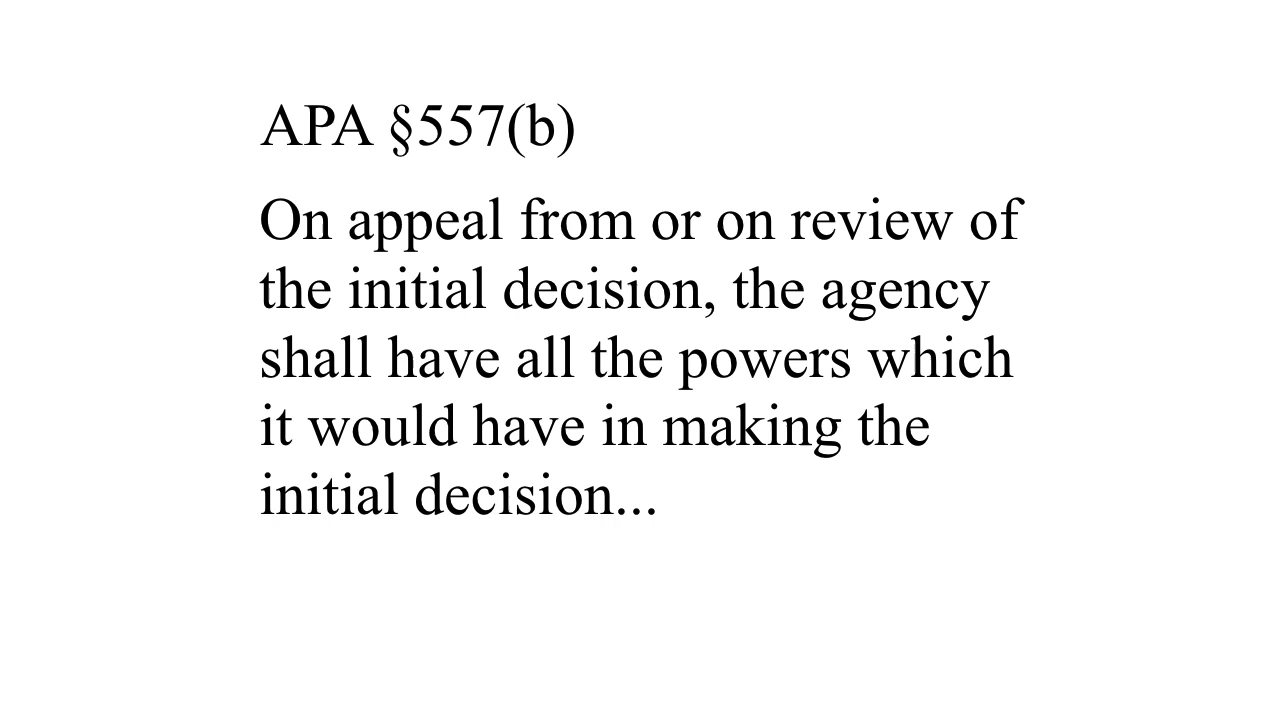 APA §557(b)
On appeal from or on review of
the initial decision, the agency
shall have all the powers which
it would have in making the
initial decision...